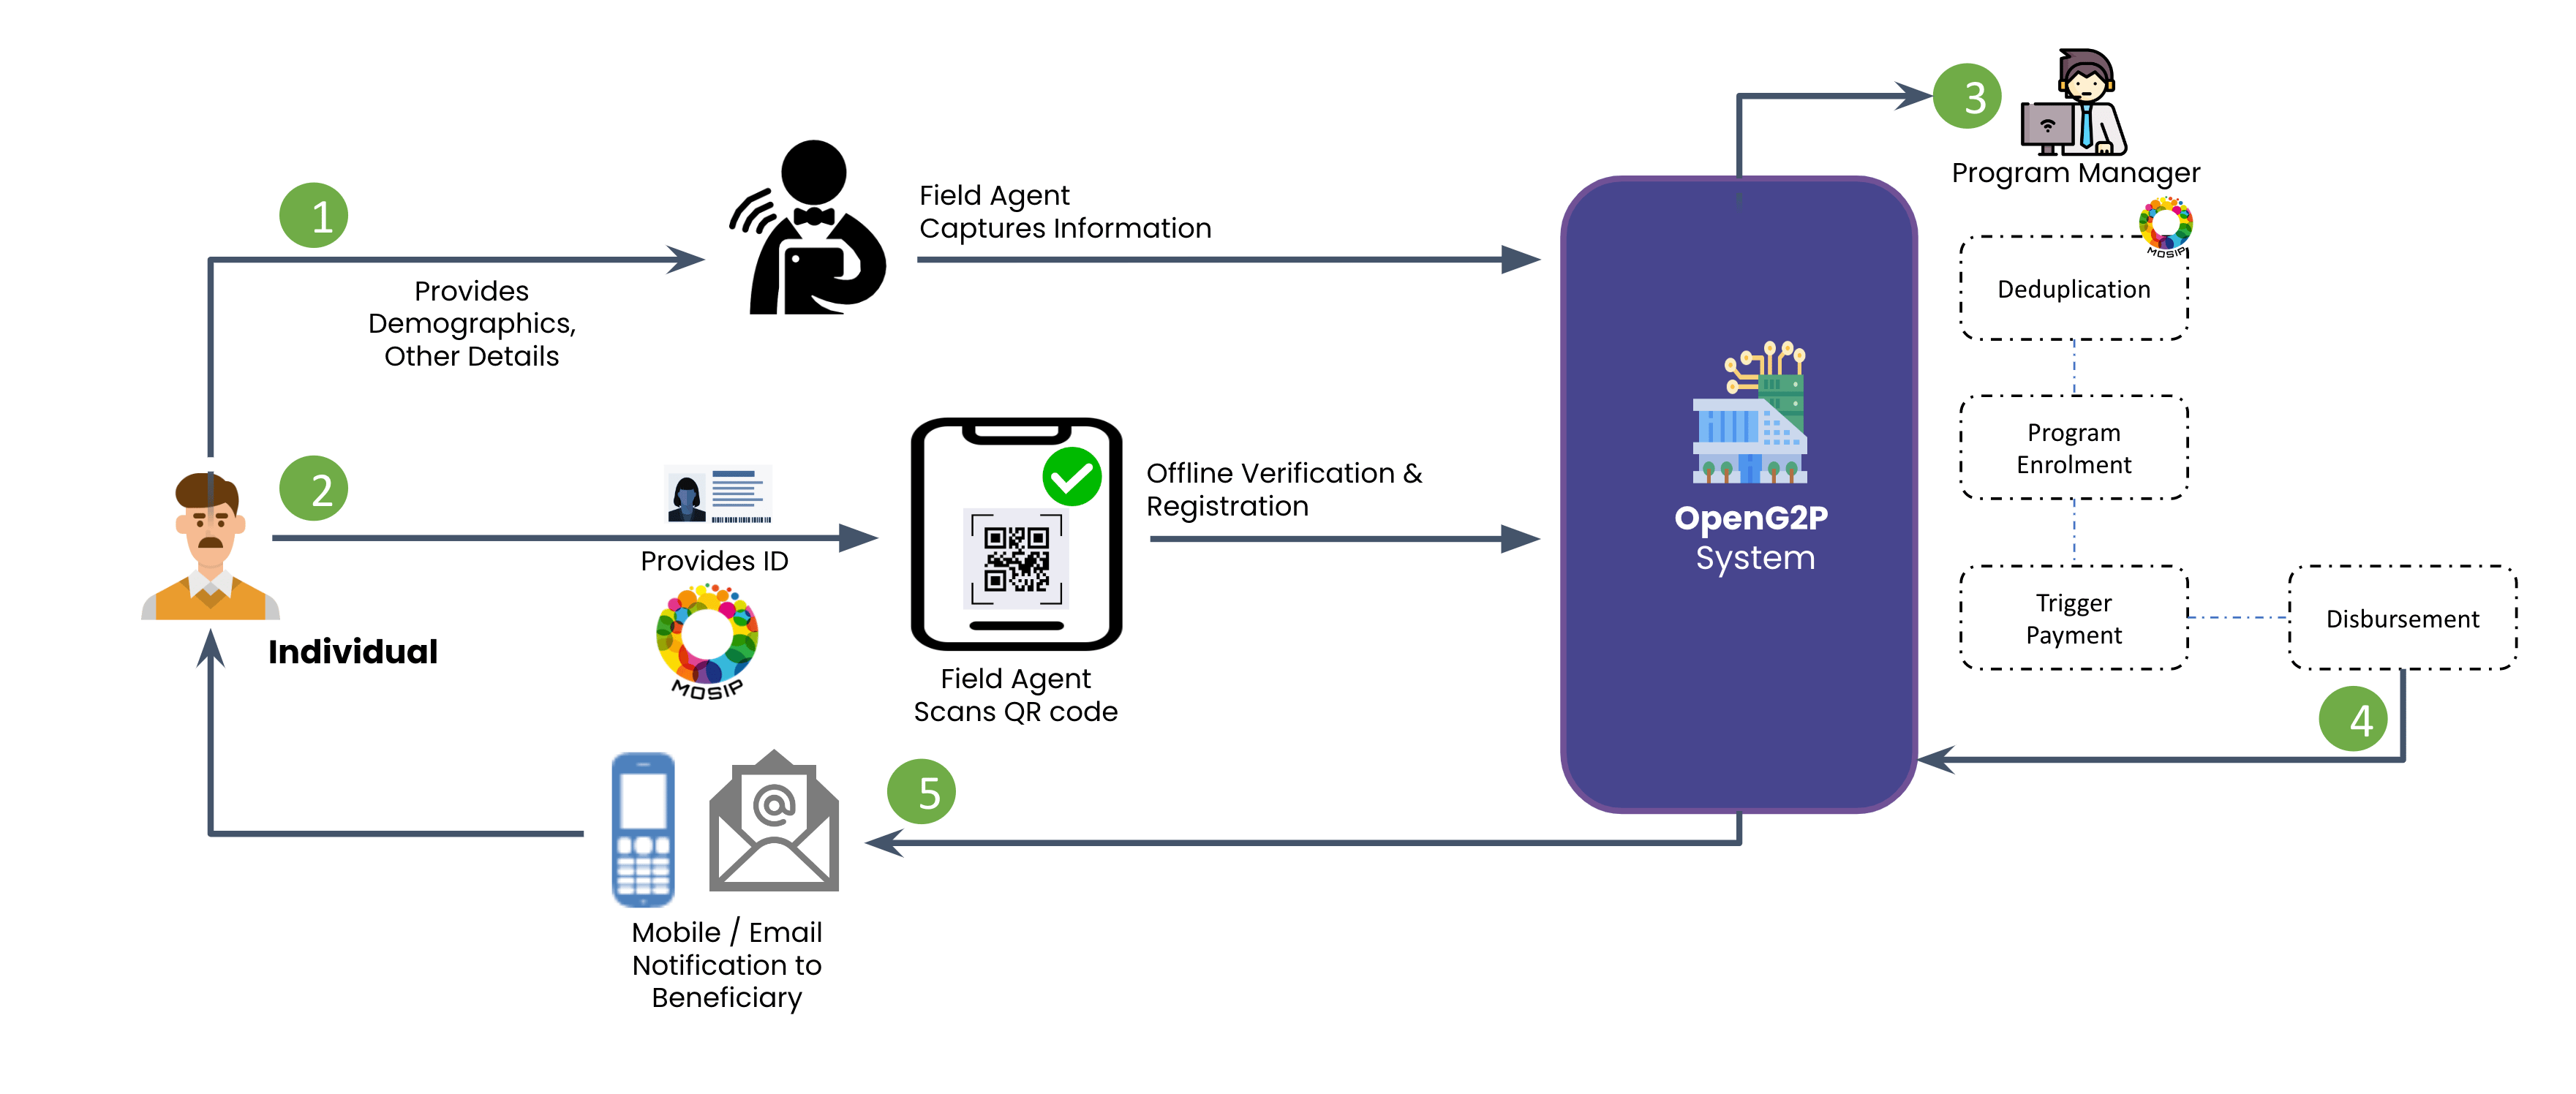 3
Program Manager
1
Field Agent
Captures Information
MOSIP
Provides
Demographics,
Other Details
Deduplication
2
Offline Verification &
Registration
Program
Enrolment
OpenG2P
System
Provides ID
MOSIP
Individual
Field Agent
Scans QR code
Trigger
Payment
Disbursement
4
5
@
Mobile / Email
Notification to
Beneficiary